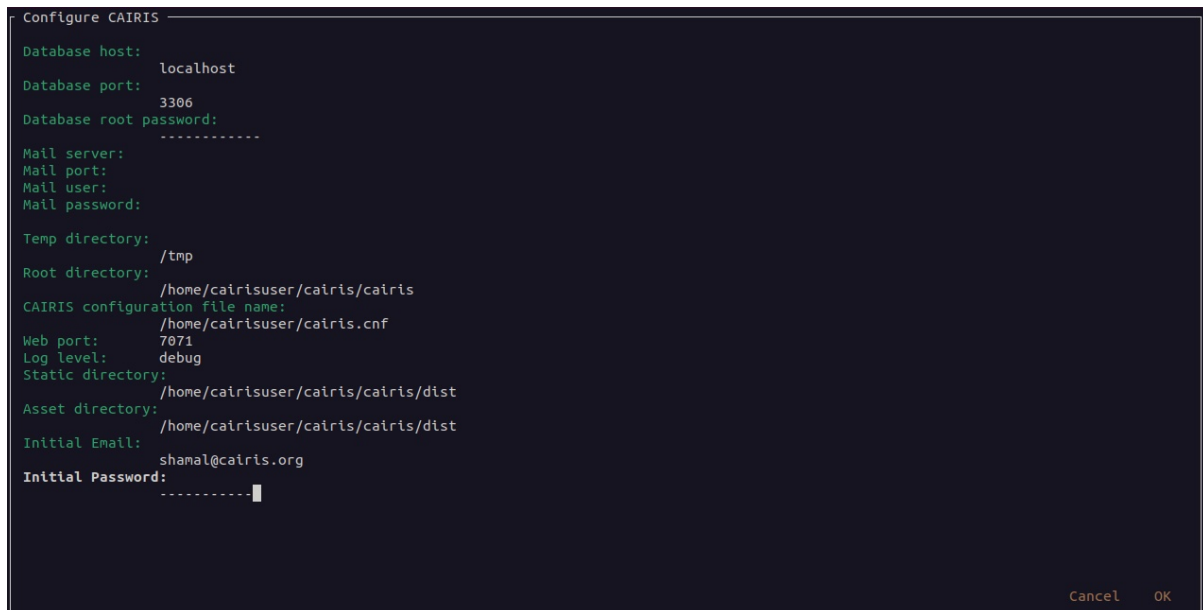 Configure CAIRIS
Database host:
localhost
Database port:
3306
Database root password:
------------
Mail server:
Mail port:
Mail user:
Mail password:
Temp directory:
/tmp
Root directory:
/home/cairisuser/cairis/cairis
CAIRIS configuration file name:
/home/cairisuser/cairis.cnf
Web port: 7071
Log level: debug
Static directory:
/home/cairisuser/cairis/cairis/dist
Asset directory:
/home/cairisuser/cairis/cairis/dist
Initial Email:
shamal@cairis.org
Initial Password:
-----------
Cancel OK